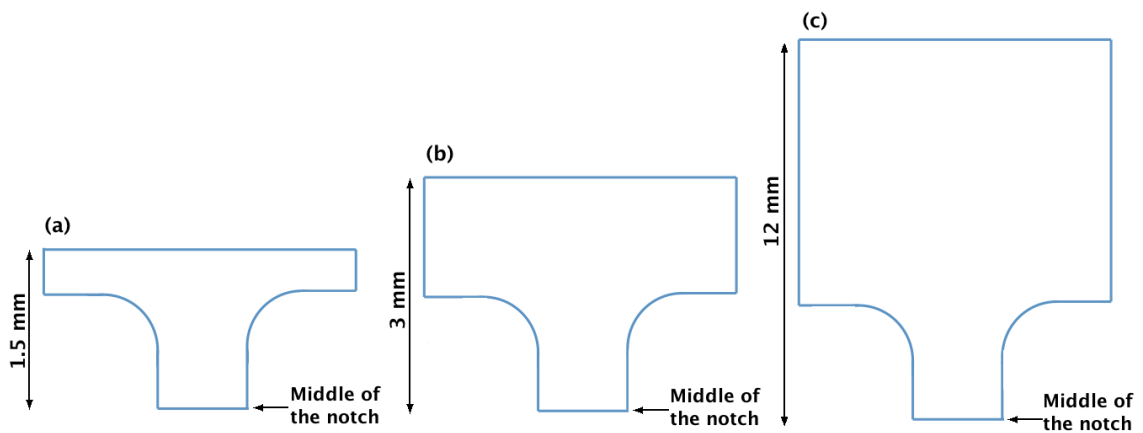 (a)
1.5 mm
Middle of
the notch
(b)
3 mm
Middle of
the notch
(c)
12 mm
Middle of
the notch